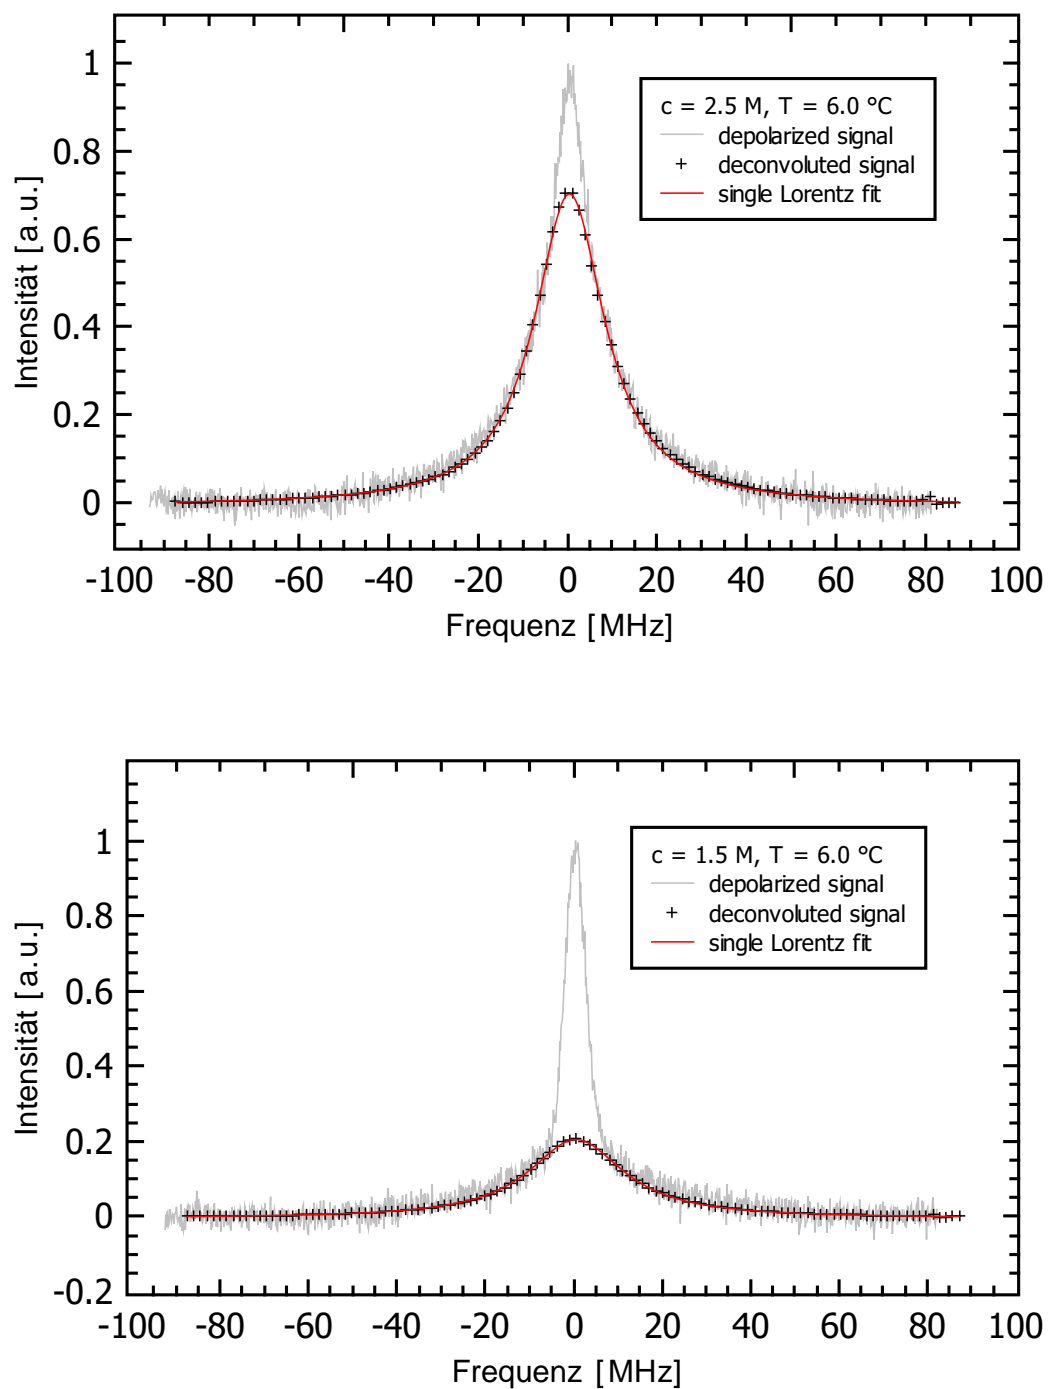 1
0.8
0.6
0.4
0.2
0
Intensität [a.u.]
c = 2.5 M, T = 6.0 °C
depolarized signal
deconvoluted signal
single Lorentz fit
-100 -80 -60 -40 -20 0 20 40 60 80 100
Frequenz [MHz]
1
0.8
0.6
0.4
0.2
0
-0.2
Intensität [a.u.]
c = 1.5 M, T = 6.0 °C
depolarized signal
deconvoluted signal
single Lorentz fit
-100 -80 -60 -40 -20 0 20 40 60 80 100
Frequenz [MHz]